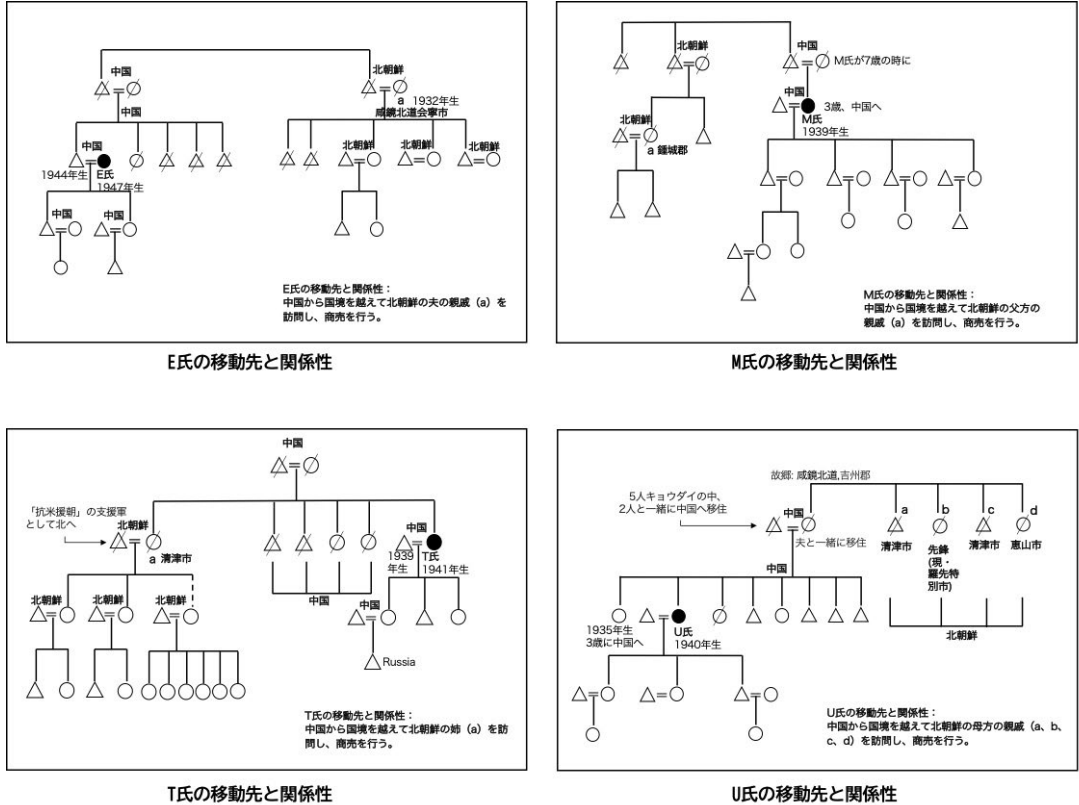 中国
北朝鮮
a 1932年生
咸鏡北道会寧市
中国
中国
北朝鮮
北朝鮮
北朝鮮
1944年生
E氏
1947年生
中国
中国
E氏の移動先と関係性：
中国から国境を越えて北朝鮮の夫の親戚（a）を
訪問し、商売を行う。
E氏の移動先と関係性
北朝鮮
中国
M氏が7歳の時に
中国
3歳、中国へ
M氏
1939年生
北朝鮮
a 鍾城郡
M氏の移動先と関係性：
中国から国境を越えて北朝鮮の父方の
親戚（a）を訪問し、商売を行う。
M氏の移動先と関係性
中国
「抗米援朝」の支援軍
として北へ
北朝鮮
a 清津市
中国
1939
年生
T氏
1941年生
北朝鮮
北朝鮮
北朝鮮
中国
中国
Russia
T氏の移動先と関係性：
中国から国境を越えて北朝鮮の姉（a）を訪
問し、商売を行う。
T氏の移動先と関係性
故郷: 咸鏡北道,吉州郡
5人キョウダイの中、
2人と一緒に中国へ移住
中国
夫と一緒に移住
a
b
c
d
清津市
先鋒
(現・
羅先特
別市)
清津市
恵山市
中国
1935年生
3歳に中国へ
U氏
1940年生
北朝鮮
U氏の移動先と関係性：
中国から国境を越えて北朝鮮の母方の親戚（a、b、
c、d）を訪問し、商売を行う。
U氏の移動先と関係性